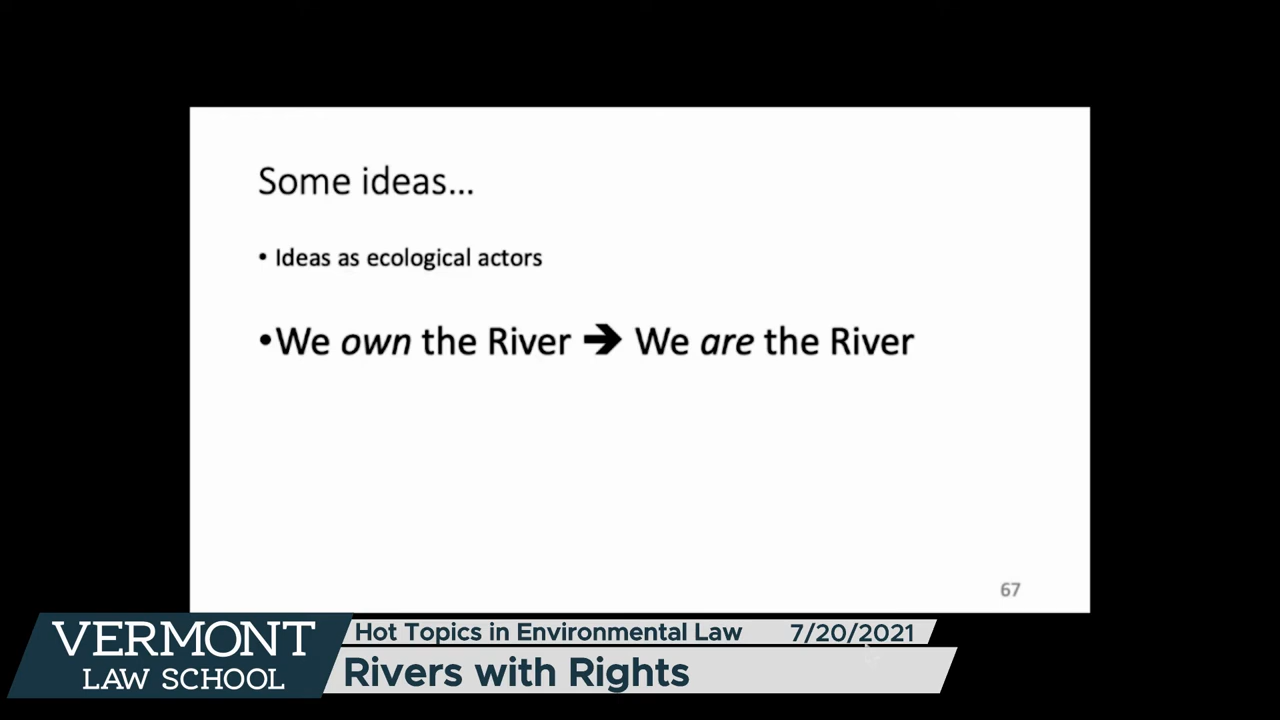 Some ideas...
• Ideas as ecological actors
•We own the River ➔ We are the River
67
VERMONT
LAW SCHOOL
Hot Topics in Environmental Law 7/20/2021
Rivers with Rights